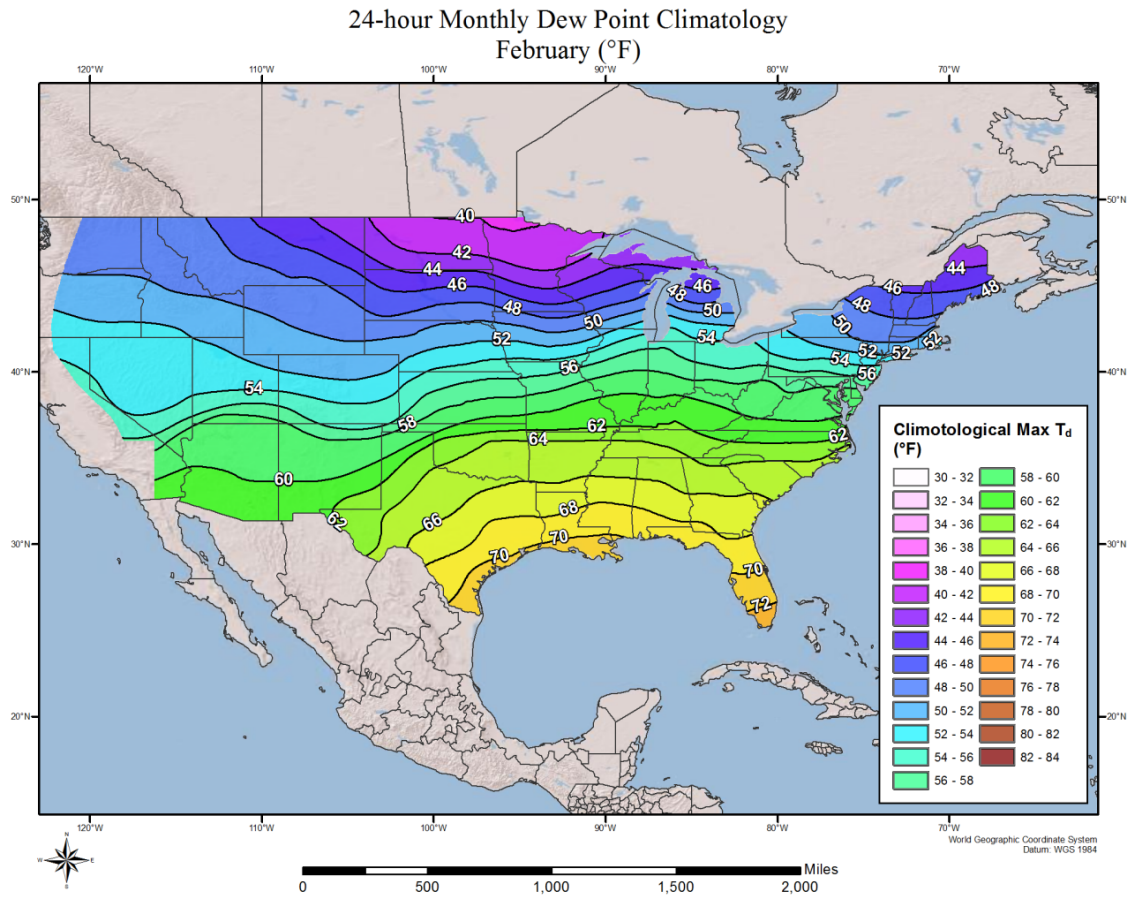 24-hour Monthly Dew Point Climatology
February (°F)
120°W 110°W 100°W 90°W 80°W 70°W
50°N 50°N
40
42
44 44
46 46 46
48 48 48 48
50 50 50
52 52 52 52
54 54
56 56
40°N 40°N
54
58
62 62
64
60
62 66 68
30°N 70 70 70 30°N
72
20°N 20°N
Climotological Max Td
(°F)
30 - 32 58 - 60
32 - 34 60 - 62
34 - 36 62 - 64
36 - 38 64 - 66
38 - 40 66 - 68
40 - 42 68 - 70
42 - 44 70 - 72
44 - 46 72 - 74
46 - 48 74 - 76
48 - 50 76 - 78
50 - 52 78 - 80
52 - 54 80 - 82
54 - 56 82 - 84
56 - 58
120°W 110°W 100°W 90°W 80°W 70°W
World Geographic Coordinate System
Datum: WGS 1984
N
W E
S
Miles
0 500 1,000 1,500 2,000